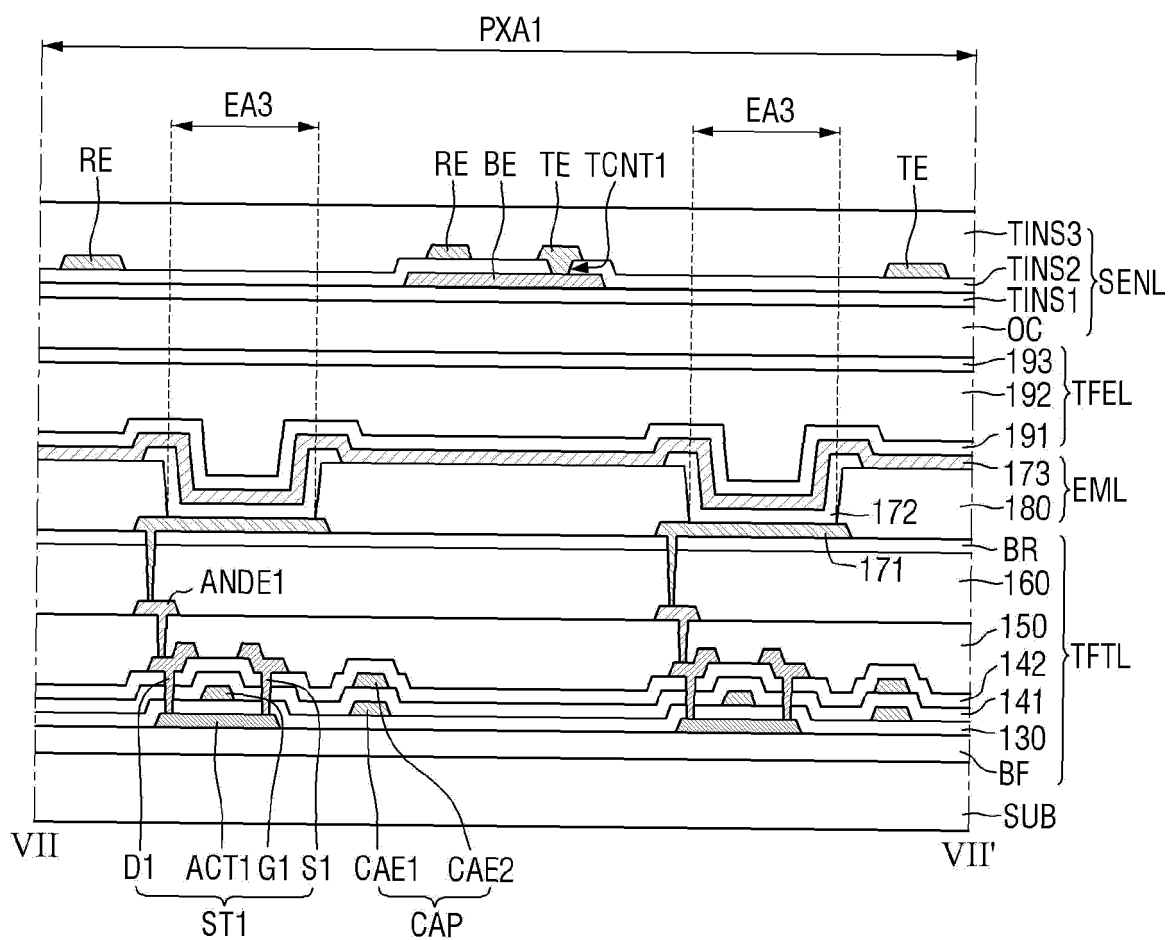 PXA1
EA3 EA3
RE RE BE TE TCNT1 TE
TINS3
TINS2
TINS1
OC
SENL
193
192
191
TFEL
173
180
EML
172
171
BR
160
150
142
141
130
BF
TFTL
SUB
ANDE1
VII VII'
D1 ACT1 G1 S1 CAE1 CAE2
ST1 CAP